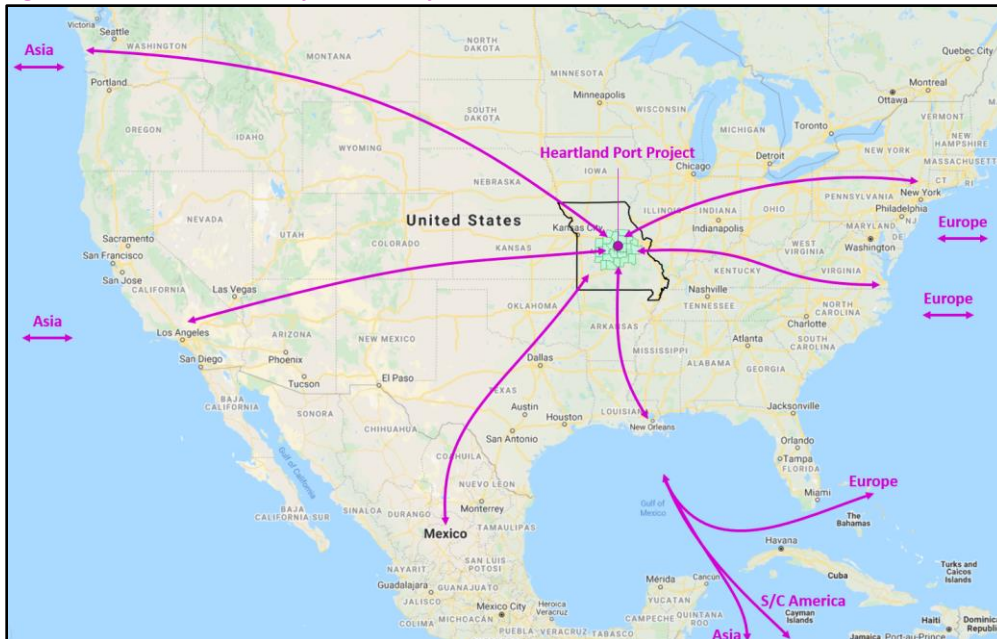 Victoria
Seattle
WASHINGTON
Asia
Portland
MONTANA
NORTH
DAKOTA
MINNESOTA
Minneapolis
SOUTH
DAKOTA
WISCONSIN
MICHIGAN
Quebec City
Montreal
Ottawa
Toronto
VERMONT
NEW
HAMPSHIRE
MASSACHUSETTS
CT
RI
NEW YORK
OREGON
IDAHO
WYOMING
Heartland Port Project
IOWA
Chicago
Detroit
NEBRASKA
ILLINOIS
INDIANA
Indianapolis
OHIO
PENNSYLVANIA
New York
Philadelphia
NJ
United States
Kansas City
NEVADA
UTAH
COLORADO
KANSAS
Sacramento
San Francisco
San Jose
CALIFORNIA
Las Vegas
WEST
VIRGINIA
Washington
Europe
KENTUCKY
VIRGINIA
Nashville
TENNESSEE
NORTH
CAROLINA
Charlotte
Europe
OKLAHOMA
ARKANSAS
Asia
Los Angeles
San Diego
ARIZONA
Phoenix
Tucson
NEW MEXICO
El Paso
Dallas
TEXAS
Austin
Houston
San Antonio
MISSISSIPPI
ALABAMA
Atlanta
SOUTH
CAROLINA
GEORGIA
LOUISIANA
New Orleans
Jacksonville
Orlando
Tampa
FLORIDA
Miami
BAJA
CALIFORNIA
SONORA
CHIHUAHUA
COAHUILA
Gulf of
California
NUEVO LEON
Monterrey
BAJA
CALIFORNIA SUR
SINALOA
DURANGO
Mexico
TAMAULIPAS
Gulf of
Mexico
Europe
The
Bahamas
Havana
Cuba
Turks and
Caicos
Islands
NAYARIT
SAN LUIS
POTOSI
Guadalajara
GUANAJUATO
JALISCO
Mexico City
COLIMA
Heroica
Veracruz
PUEBLA
VERACRUZ
TABASCO
Mérida
Cancun
YUCATAN
CAMPECHE
QUINTANA
ROO
S/C America
Cayman
Islands
Asia
Jamaica
Port-au-Prince
Haiti